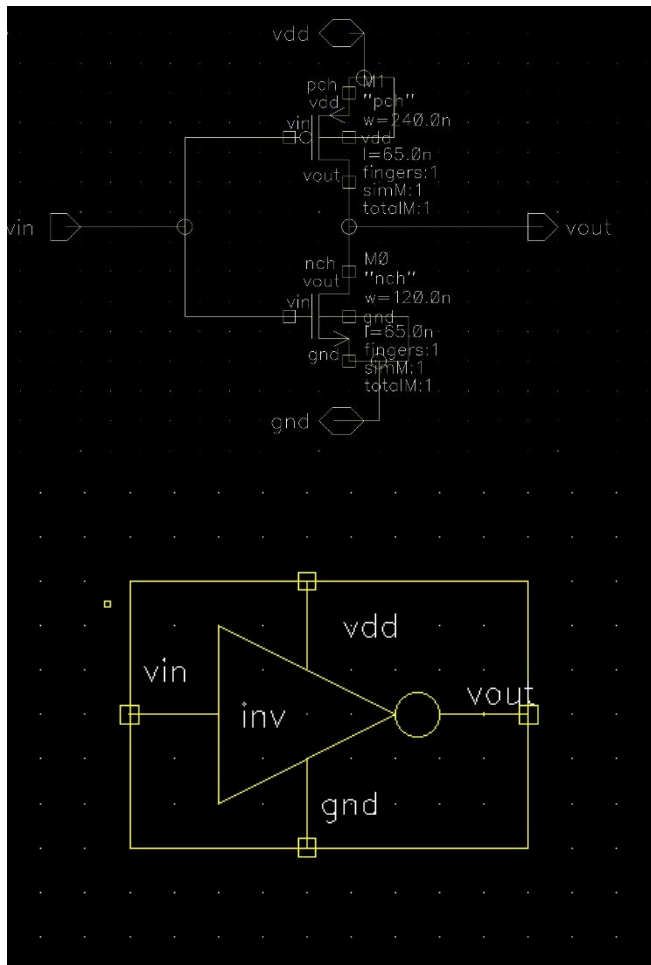 vdd
M1
pch
vdd
"pch"
w=240.0n
vin
vdd
l=65.0n
vout
fingers:1
simM:1
totalM:1
vin
vout
nch
M0
vout
"nch"
w=120.0n
vin
gnd
l=65.0n
gnd
fingers:1
simM:1
totalM:1
gnd
vdd
vin
vout
inv
gnd